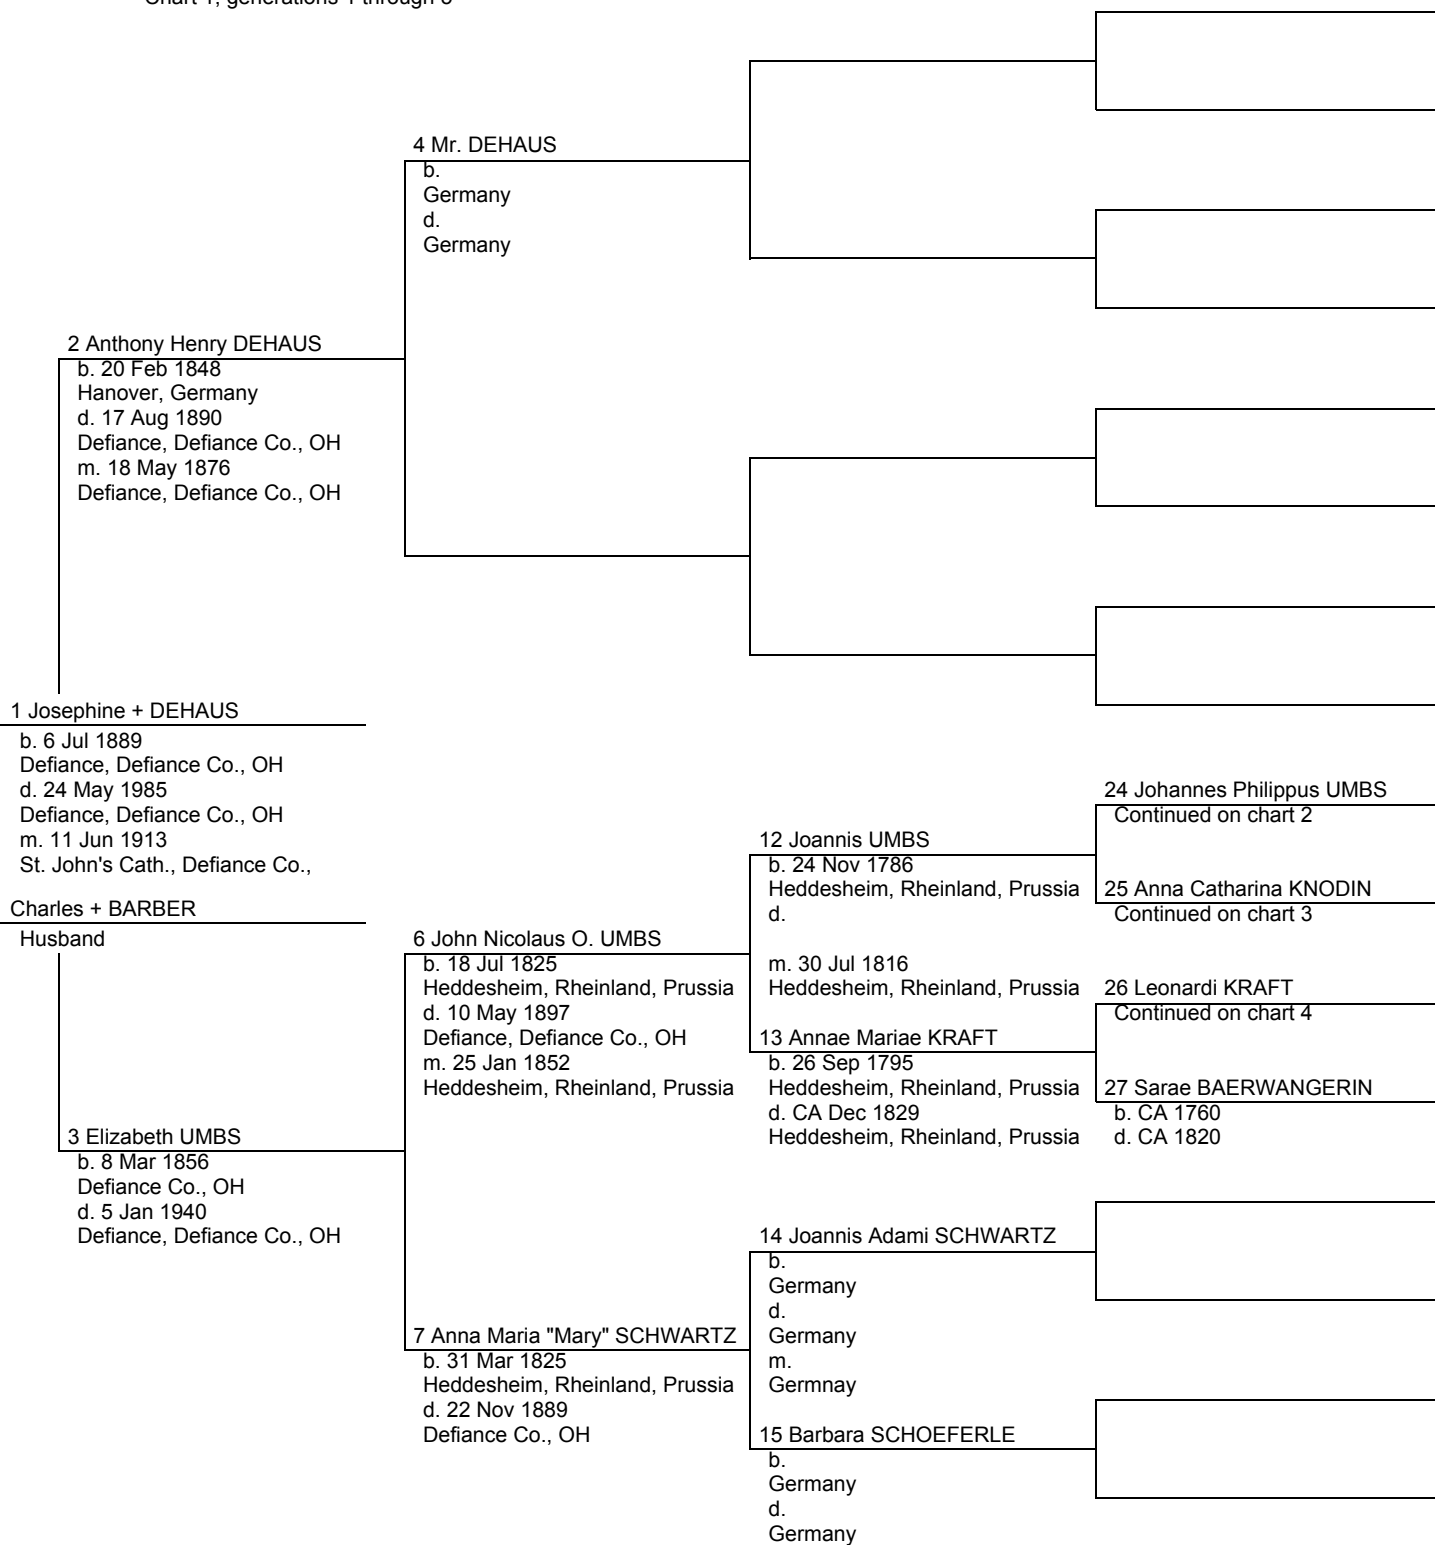 Chart 1, generations 1 through 5
4 Mr. DEHAUS
b.
Germany
d.
Germany
2 Anthony Henry DEHAUS
b. 20 Feb 1848
Hanover, Germany
d. 17 Aug 1890
Defiance, Defiance Co., OH
m. 18 May 1876
Defiance, Defiance Co., OH
1 Josephine + DEHAUS
b. 6 Jul 1889
Defiance, Defiance Co., OH
d. 24 May 1985
Defiance, Defiance Co., OH
m. 11 Jun 1913
St. John's Cath., Defiance Co.,
Charles + BARBER
Husband
3 Elizabeth UMBS
b. 8 Mar 1856
Defiance Co., OH
d. 5 Jan 1940
Defiance, Defiance Co., OH
6 John Nicolaus O. UMBS
b. 18 Jul 1825
Heddesheim, Rheinland, Prussia
d. 10 May 1897
Defiance, Defiance Co., OH
m. 25 Jan 1852
Heddesheim, Rheinland, Prussia
7 Anna Maria "Mary" SCHWARTZ
b. 31 Mar 1825
Heddesheim, Rheinland, Prussia
d. 22 Nov 1889
Defiance Co., OH
12 Joannis UMBS
b. 24 Nov 1786
Heddesheim, Rheinland, Prussia
d.
m. 30 Jul 1816
Heddesheim, Rheinland, Prussia
13 Annae Mariae KRAFT
b. 26 Sep 1795
Heddesheim, Rheinland, Prussia
d. CA Dec 1829
Heddesheim, Rheinland, Prussia
14 Joannis Adami SCHWARTZ
b.
Germany
d.
Germany
m.
Germnay
15 Barbara SCHOEFERLE
b.
Germany
d.
Germany
24 Johannes Philippus UMBS
Continued on chart 2
25 Anna Catharina KNODIN
Continued on chart 3
26 Leonardi KRAFT
Continued on chart 4
27 Sarae BAERWANGERIN
b. CA 1760
d. CA 1820